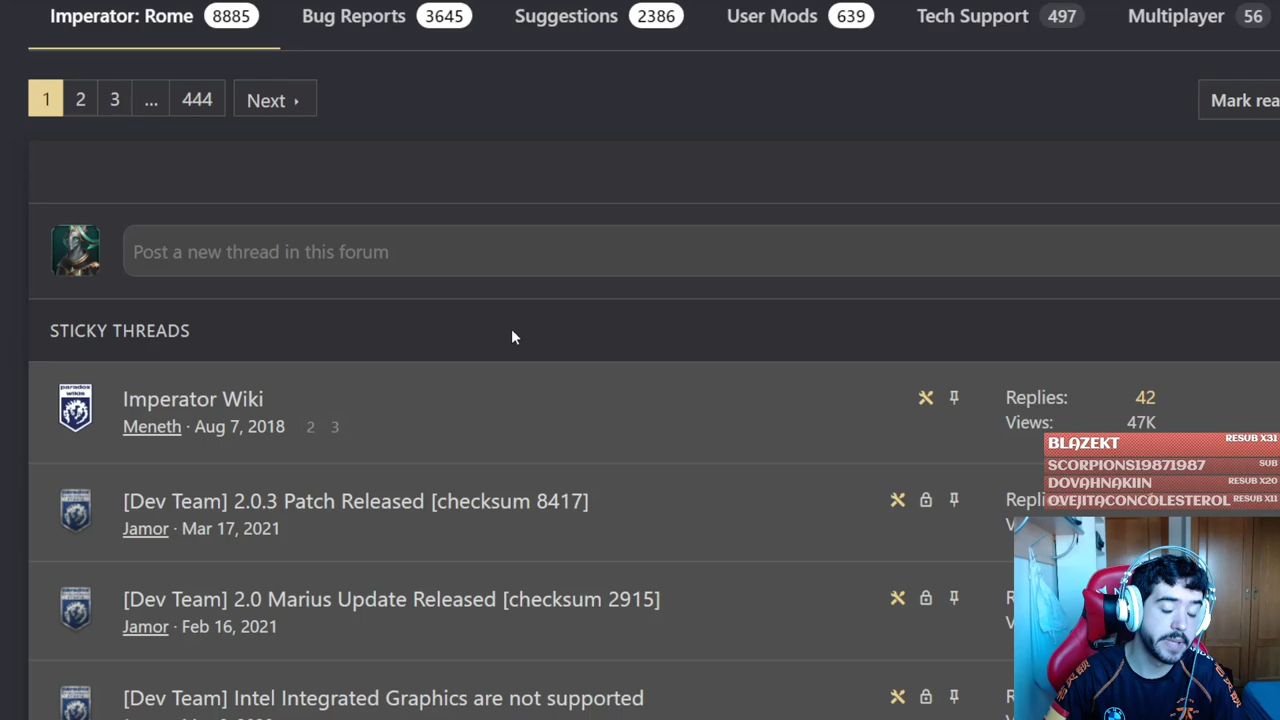 Imperator: Rome 8885 Bug Reports 3645 Suggestions 2386 User Mods 639 Tech Support 497 Multiplayer 56
1 2 3 ... 444 Next ›
Mark rea
Post a new thread in this forum
STICKY THREADS
Imperator Wiki
Meneth · Aug 7, 2018 2 3
Replies: 42
Views: 47K
[Dev Team] 2.0.3 Patch Released [checksum 8417]
Jamor · Mar 17, 2021
Repli
V
[Dev Team] 2.0 Marius Update Released [checksum 2915]
Jamor · Feb 16, 2021
R
V
[Dev Team] Intel Integrated Graphics are not supported
R
BLAZEKT RESUB X31
SCORPIONS19871987 SUB
DOVAHNAKIIN RESUB X20
OVEJITACONCOLESTEROL RESUB X11